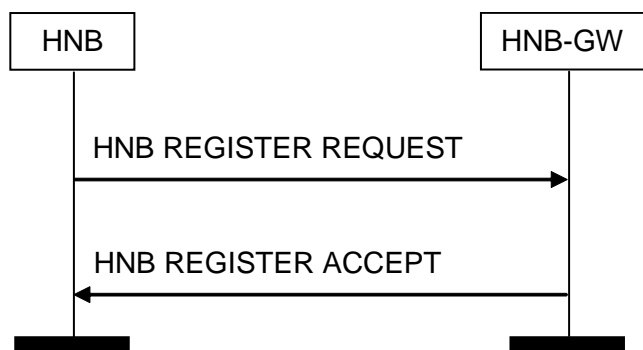 HNB
HNB-GW
HNB REGISTER REQUEST
HNB REGISTER ACCEPT